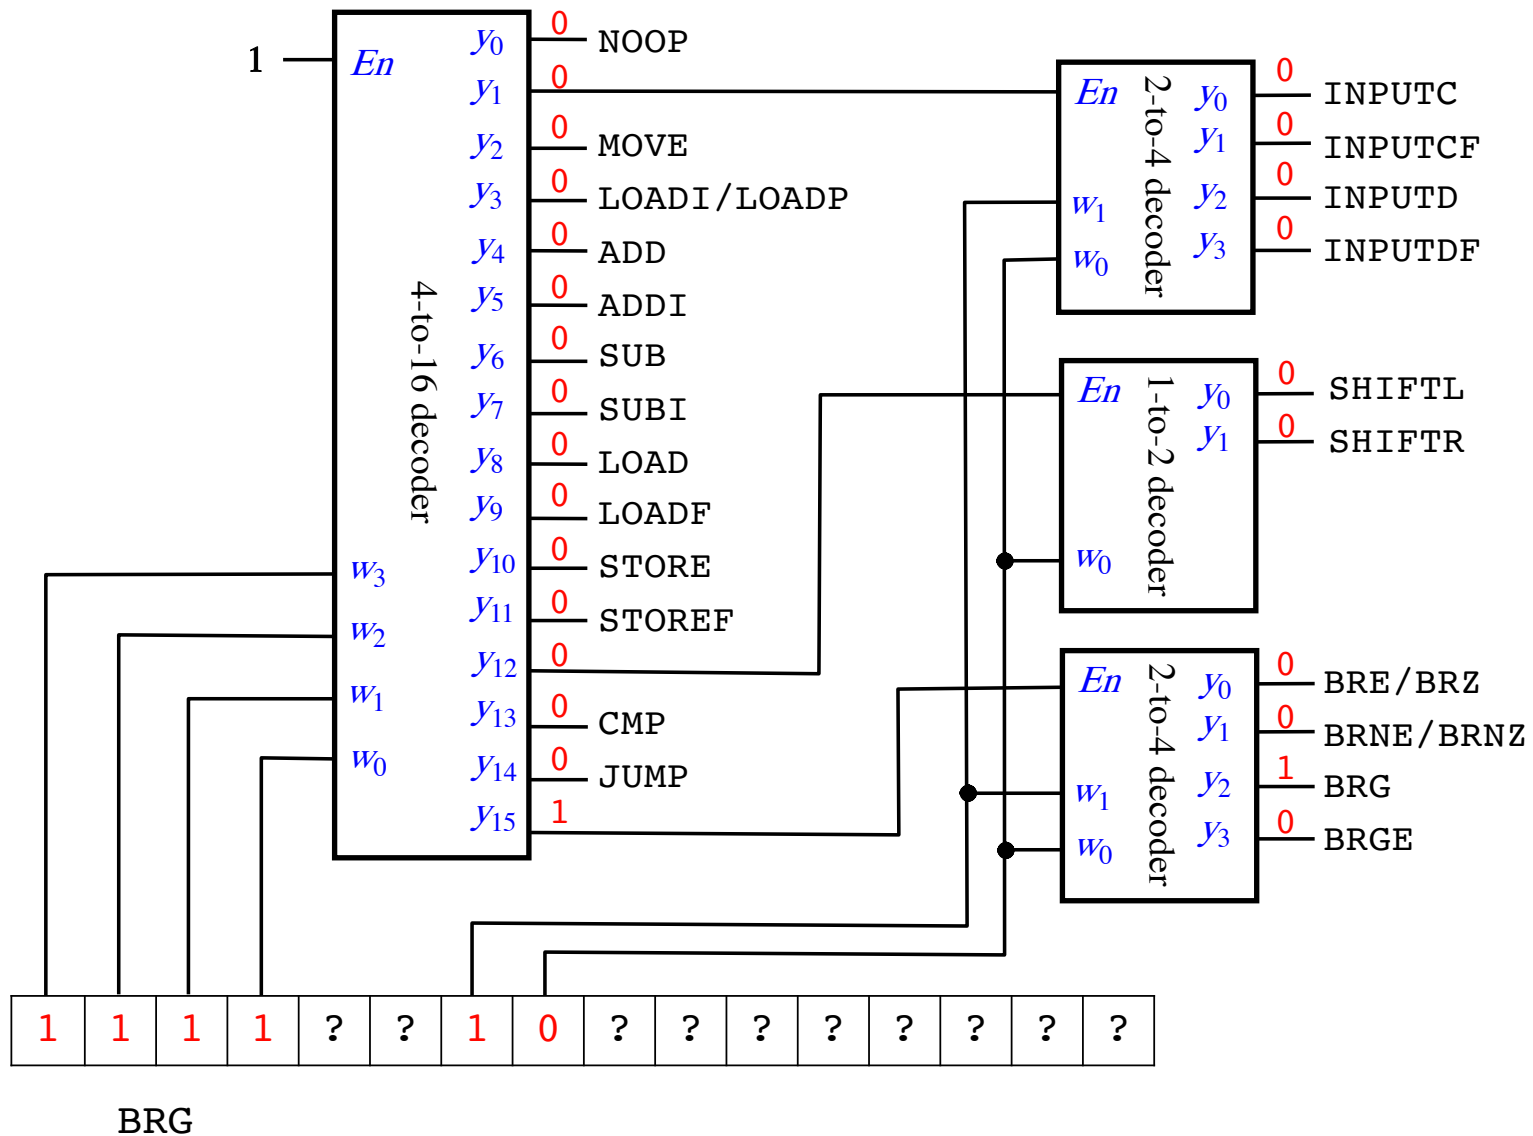 1
En
w3
w2
w1
w0
4-to-16 decoder
y0 0 NOOP
y1 0
y2 0 MOVE
y3 0 LOADI/LOADP
y4 0 ADD
y5 0 ADDI
y6 0 SUB
y7 0 SUBI
y8 0 LOAD
y9 0 LOADF
y10 0 STORE
y11 0 STOREF
y12 0
y13 0 CMP
y14 0 JUMP
y15 1
En
w1
w0
2-to-4 decoder
y0 0 INPUTC
y1 0 INPUTCF
y2 0 INPUTD
y3 0 INPUTDF
En
w0
1-to-2 decoder
y0 0 SHIFTL
y1 0 SHIFTR
En
w1
w0
2-to-4 decoder
y0 0 BRE/BRZ
y1 0 BRNE/BRNZ
y2 1 BRG
y3 0 BRGE
1 1 1 1 ? ? 1 0 ? ? ? ? ? ? ? ?
BRG